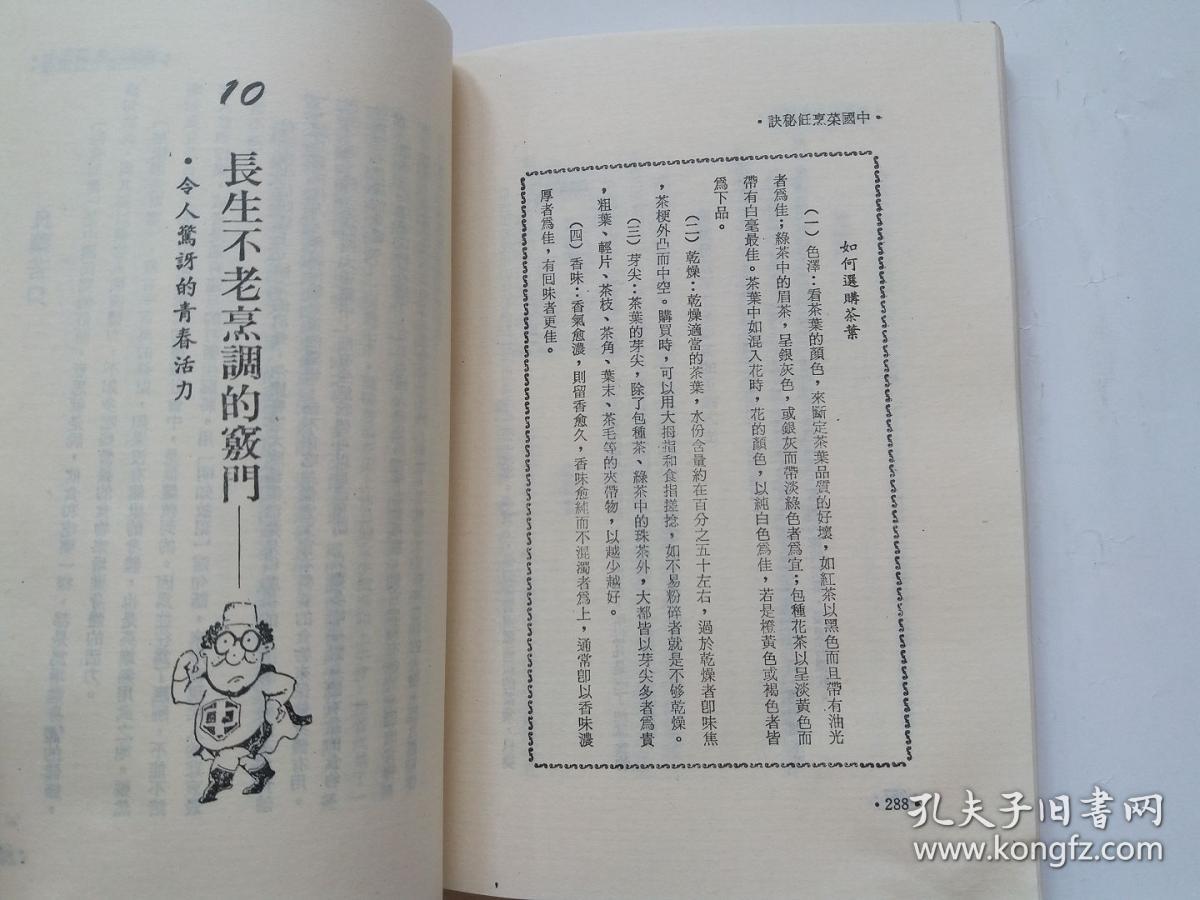 ・中國菜烹飪秘訣・
如何選購茶葉
（一）色澤：看茶葉的顏色，來斷定茶葉品質的好壞，如紅茶以黑色而且帶有油光
者爲佳；綠茶中的眉茶，呈銀灰色，或銀灰而帶淡綠色者爲宜；包種花茶以呈淡黃色而
帶有白毫最佳。茶葉中如混入花時，花的顏色，以純白色爲佳，若是橙黃色或褐色者皆
爲下品。
（二）乾燥：乾燥適當的茶葉，水份含量約在百分之五十左右，過於乾燥者卽味焦
，茶梗外凸而中空。購買時，可以用大拇指和食指搓捻，如不易粉碎者就是不够乾燥。
（三）芽尖：茶葉的芽尖，除了包種茶、綠茶中的珠茶外，大都皆以芽尖多者爲貴
，粗葉、輕片、茶枝、茶角、葉末、茶毛等的夾帶物，以越少越好。
（四）香味：香氣愈濃，則留香愈久，香味愈純而不混濁者爲上，通常卽以香味濃
厚者爲佳，有回味者更佳。
・288・
10
長生不老烹調的竅門——
・令人驚訝的青春活力
中
孔夫子旧书网
www.kongfz.com